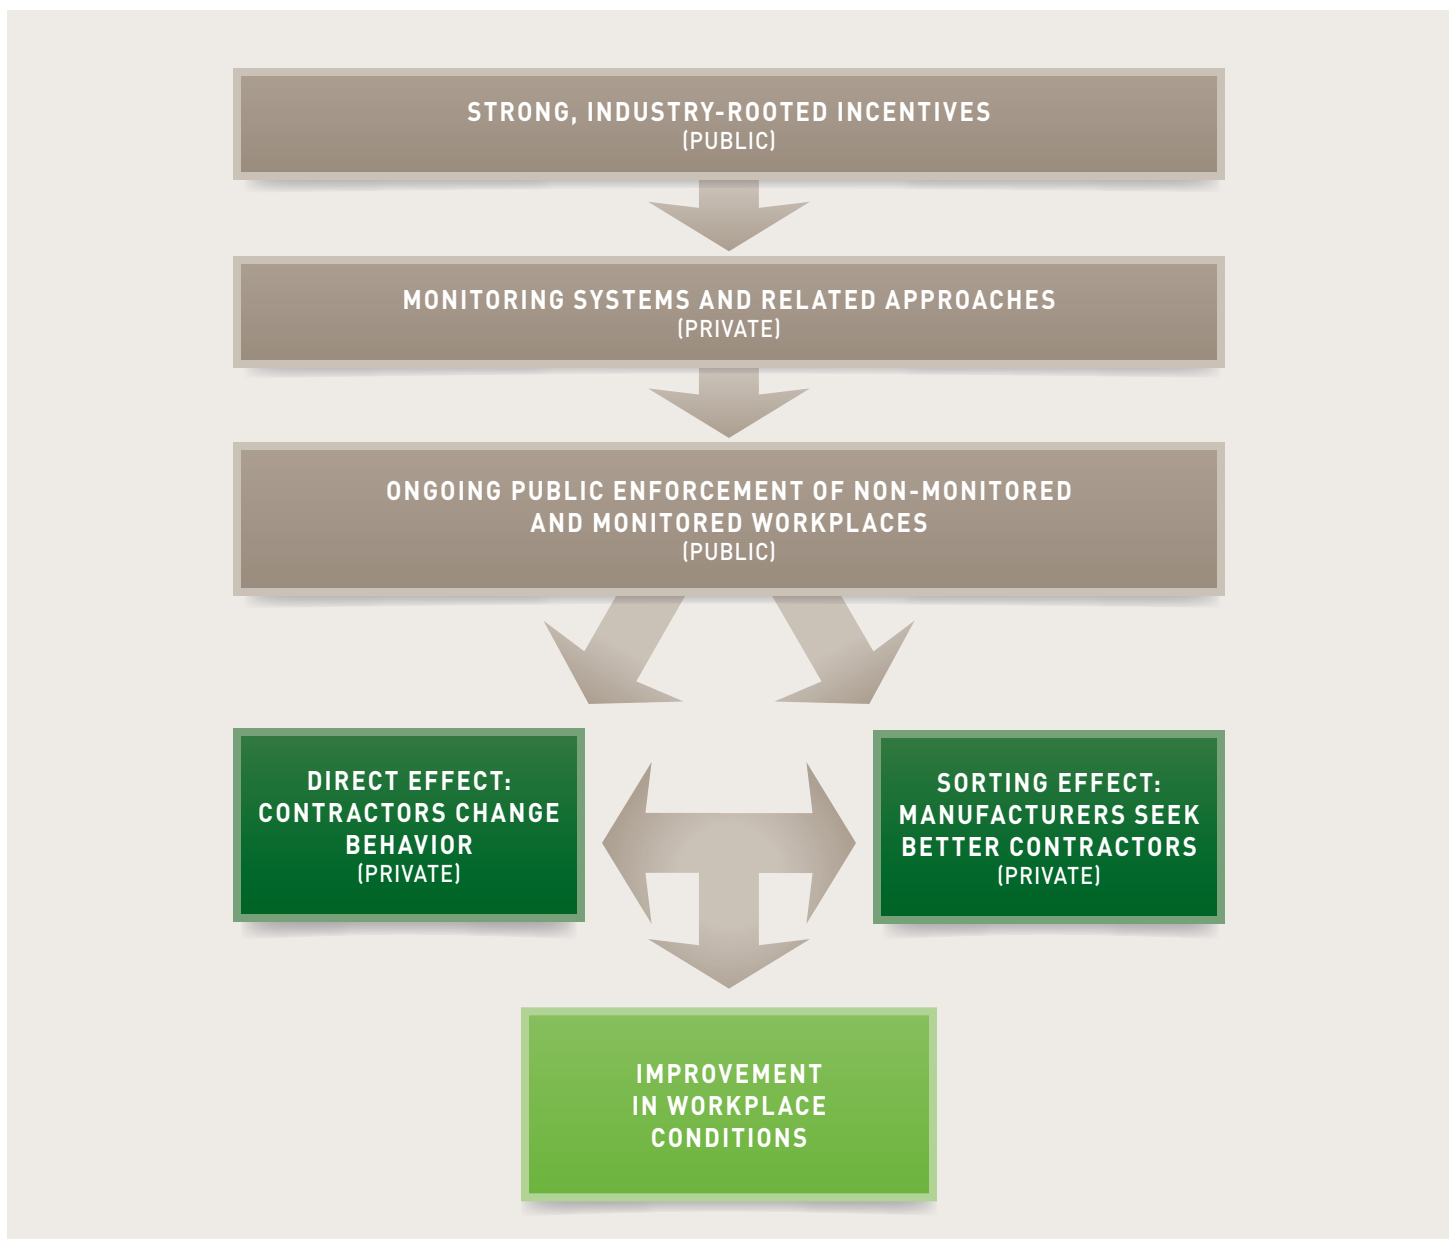 STRONG, INDUSTRY-ROOTED INCENTIVES
(PUBLIC)
MONITORING SYSTEMS AND RELATED APPROACHES
(PRIVATE)
ONGOING PUBLIC ENFORCEMENT OF NON-MONITORED
AND MONITORED WORKPLACES
(PUBLIC)
DIRECT EFFECT:
CONTRACTORS CHANGE
BEHAVIOR
(PRIVATE)
SORTING EFFECT:
MANUFACTURERS SEEK
BETTER CONTRACTORS
(PRIVATE)
IMPROVEMENT
IN WORKPLACE
CONDITIONS